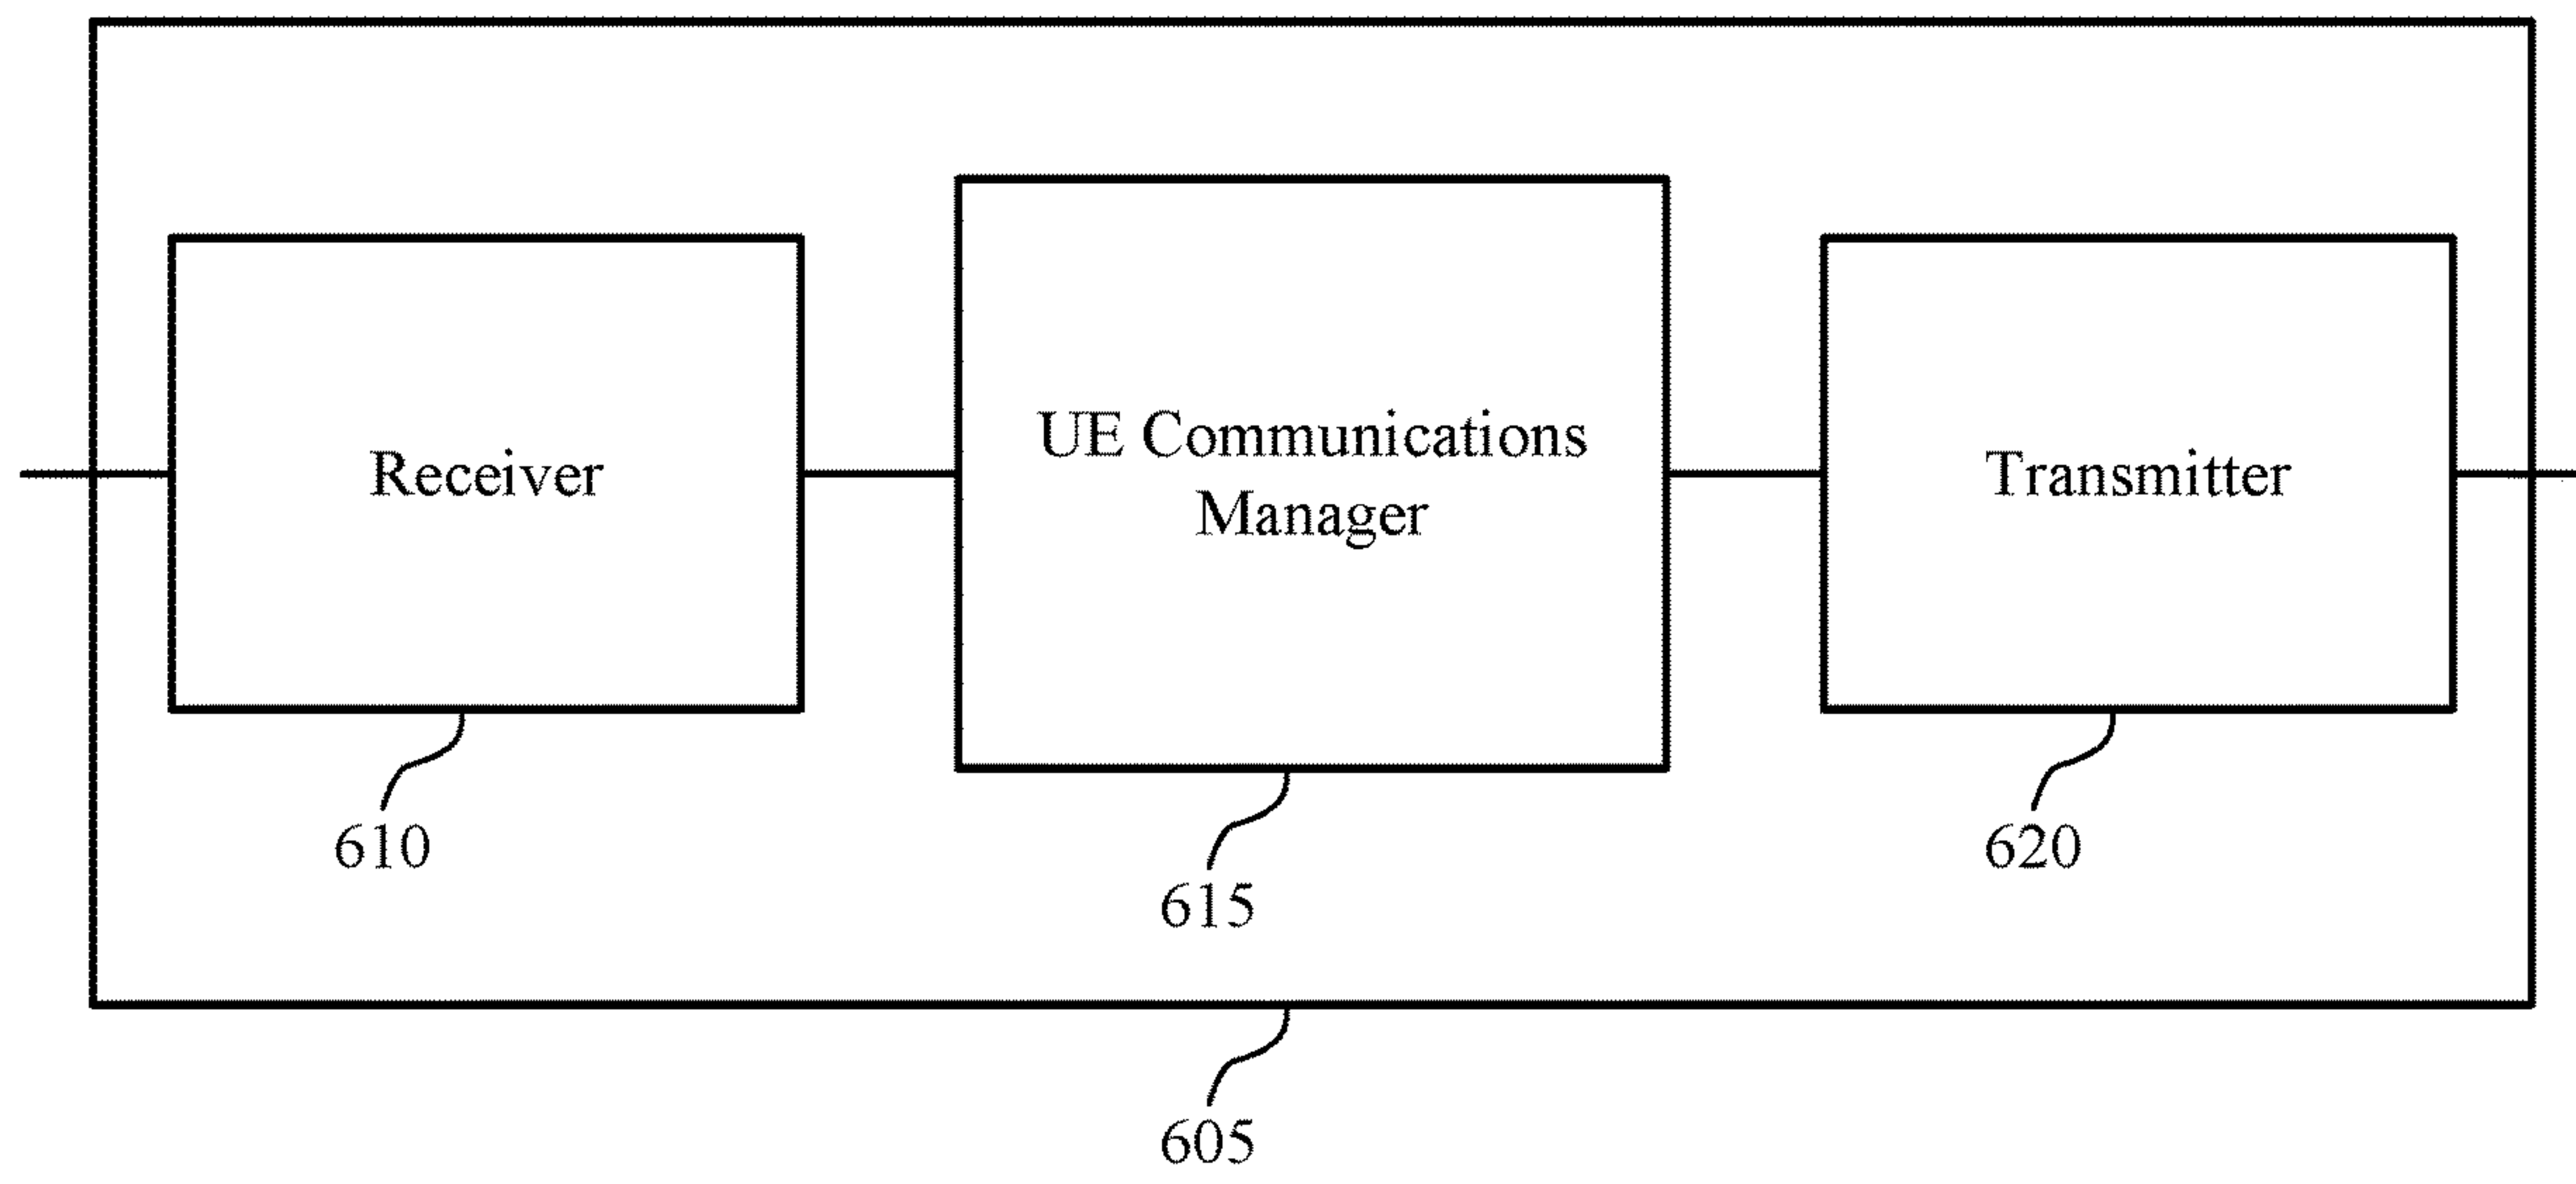 Receiver
UE Communications
Manager
Transmitter
610
615
620
605